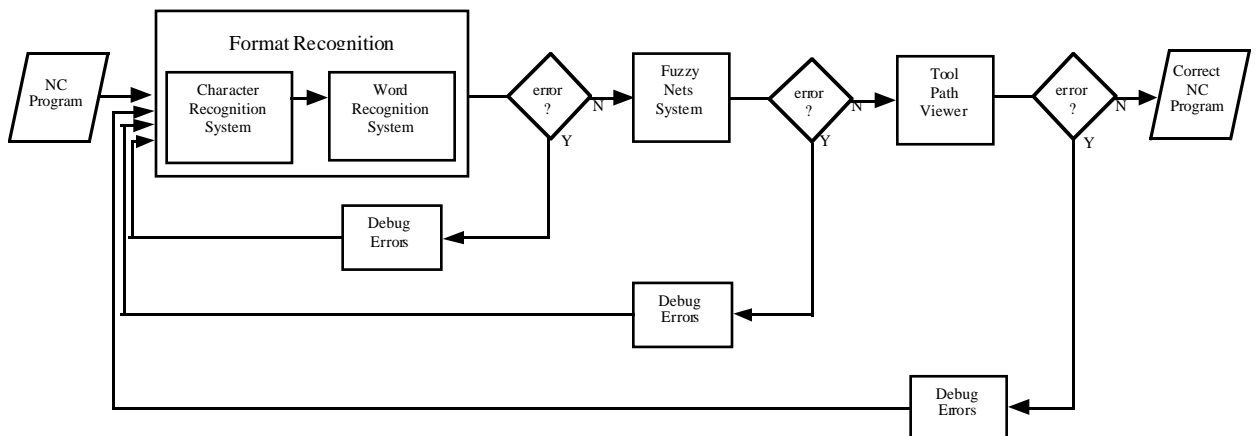 Format Recognition
NC
Program
Character
Recognition
System
Word
Recognition
System
error
?
N
Y
Fuzzy
Nets
System
error
?
N
Y
Tool
Path
Viewer
error
?
N
Y
Correct
NC
Program
Debug
Errors
Debug
Errors
Debug
Errors